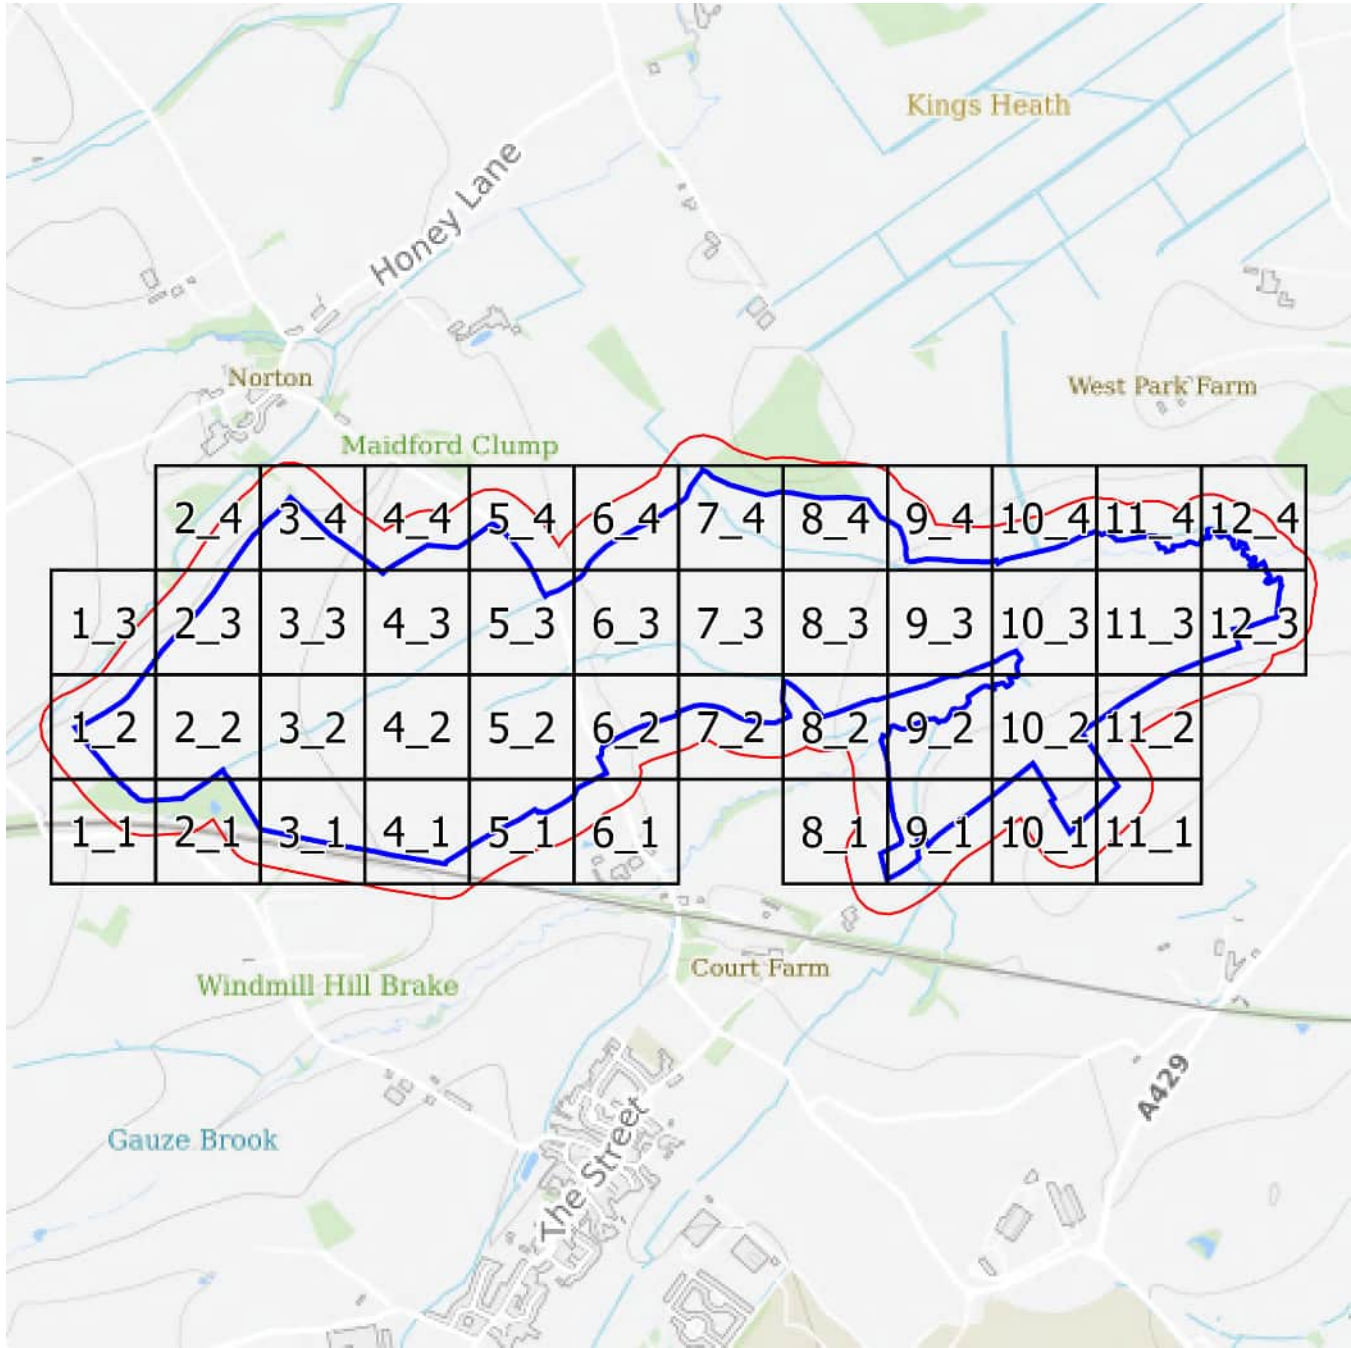 Kings Heath
Honey Lane
Norton
West Park Farm
Maidford Clump
2_4 3_4 4_4 5_4 6_4 7_4 8_4 9_4 10_4 11_4 12_4
1_3 2_3 3_3 4_3 5_3 6_3 7_3 8_3 9_3 10_3 11_3 12_3
1_2 2_2 3_2 4_2 5_2 6_2 7_2 8_2 9_2 10_2 11_2
1_1 2_1 3_1 4_1 5_1 6_1 8_1 9_1 10_1 11_1
Court Farm
Windmill Hill Brake
A429
Gauze Brook
The Street